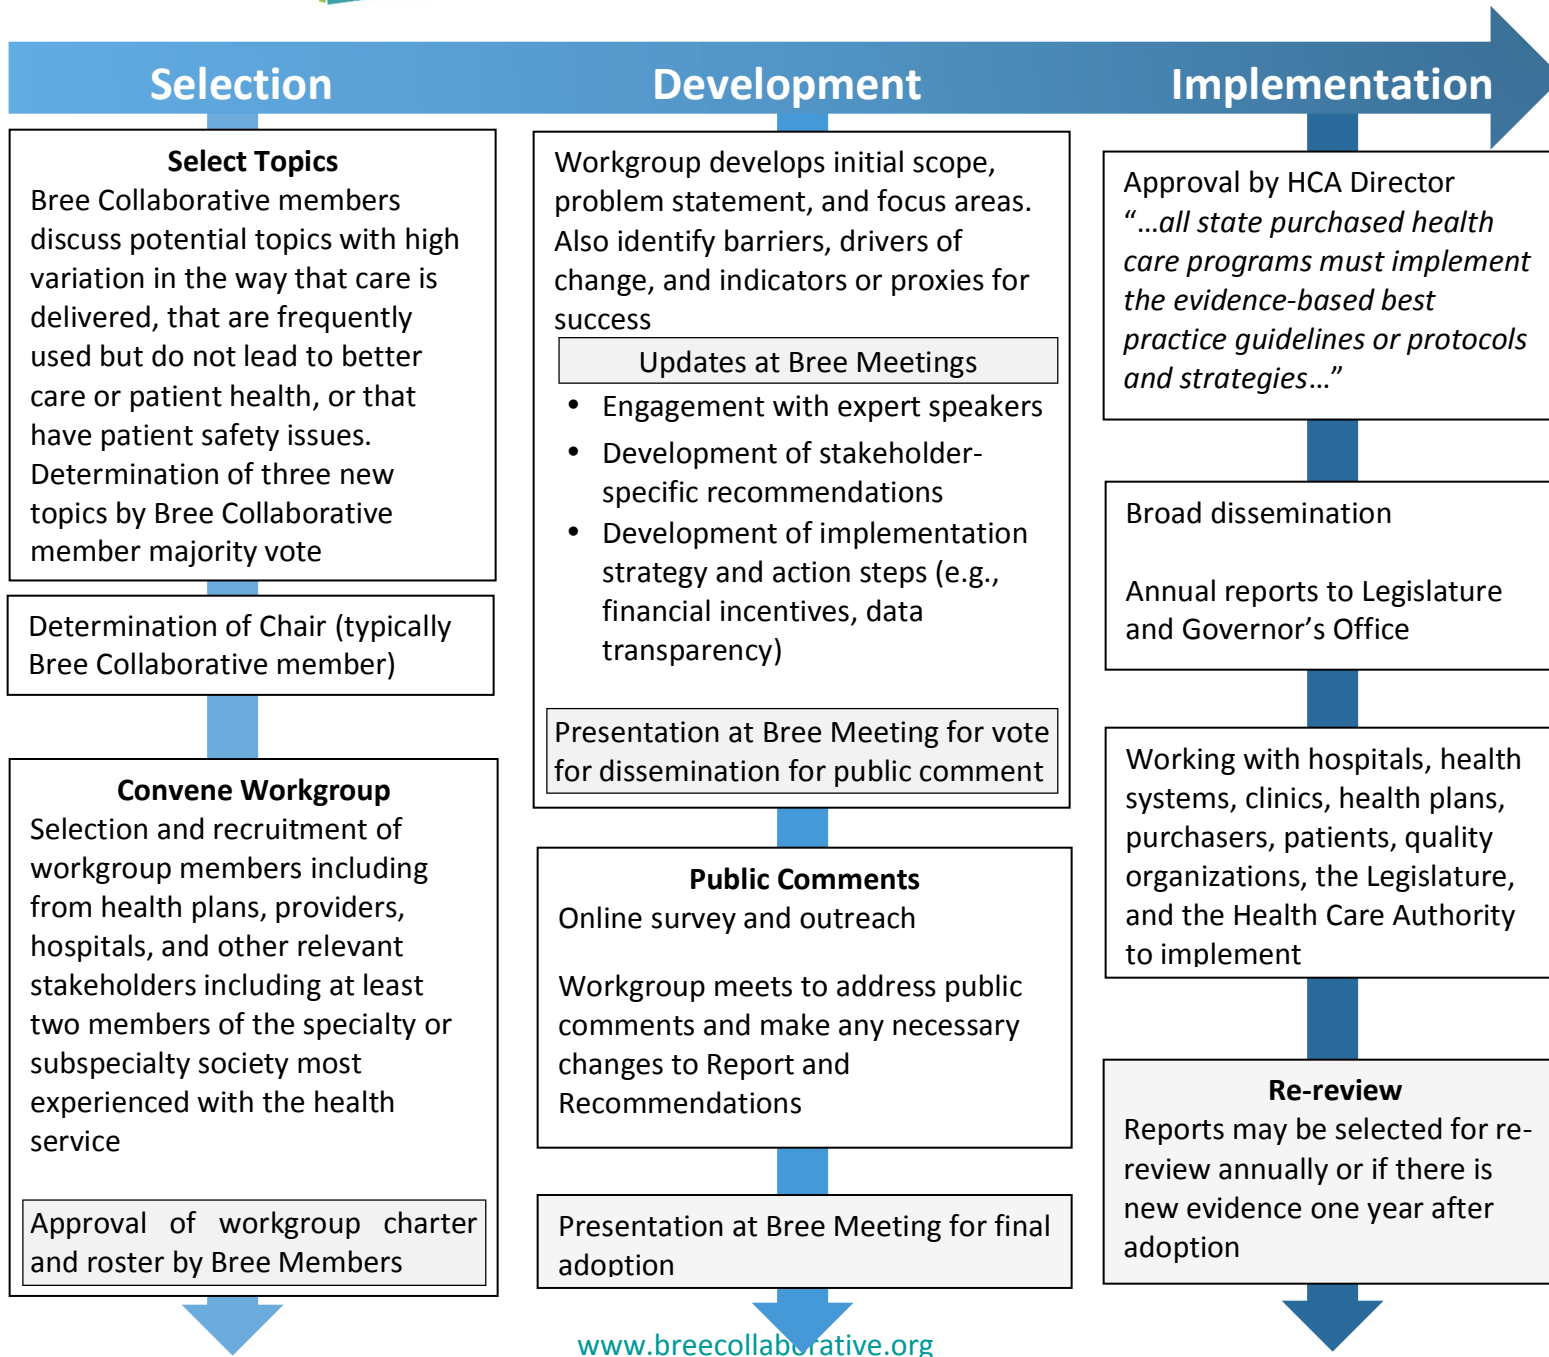 Selection
Development
Implementation
Select Topics
Bree Collaborative members
discuss potential topics with high
variation in the way that care is
delivered, that are frequently
used but do not lead to better
care or patient health, or that
have patient safety issues.
Determination of three new
topics by Bree Collaborative
member majority vote
Determination of Chair (typically
Bree Collaborative member)
Convene Workgroup
Selection and recruitment of
workgroup members including
from health plans, providers,
hospitals, and other relevant
stakeholders including at least
two members of the specialty or
subspecialty society most
experienced with the health
service
Approval of workgroup charter
and roster by Bree Members
Workgroup develops initial scope,
problem statement, and focus areas.
Also identify barriers, drivers of
change, and indicators or proxies for
success
Updates at Bree Meetings
• Engagement with expert speakers
• Development of stakeholder-
specific recommendations
• Development of implementation
strategy and action steps (e.g.,
financial incentives, data
transparency)
Presentation at Bree Meeting for vote
for dissemination for public comment
Public Comments
Online survey and outreach
Workgroup meets to address public
comments and make any necessary
changes to Report and
Recommendations
Presentation at Bree Meeting for final
adoption
Approval by HCA Director
“…all state purchased health
care programs must implement
the evidence-based best
practice guidelines or protocols
and strategies…”
Broad dissemination
Annual reports to Legislature
and Governor’s Office
Working with hospitals, health
systems, clinics, health plans,
purchasers, patients, quality
organizations, the Legislature,
and the Health Care Authority
to implement
Re-review
Reports may be selected for re-
review annually or if there is
new evidence one year after
adoption
www.breecollaborative.org